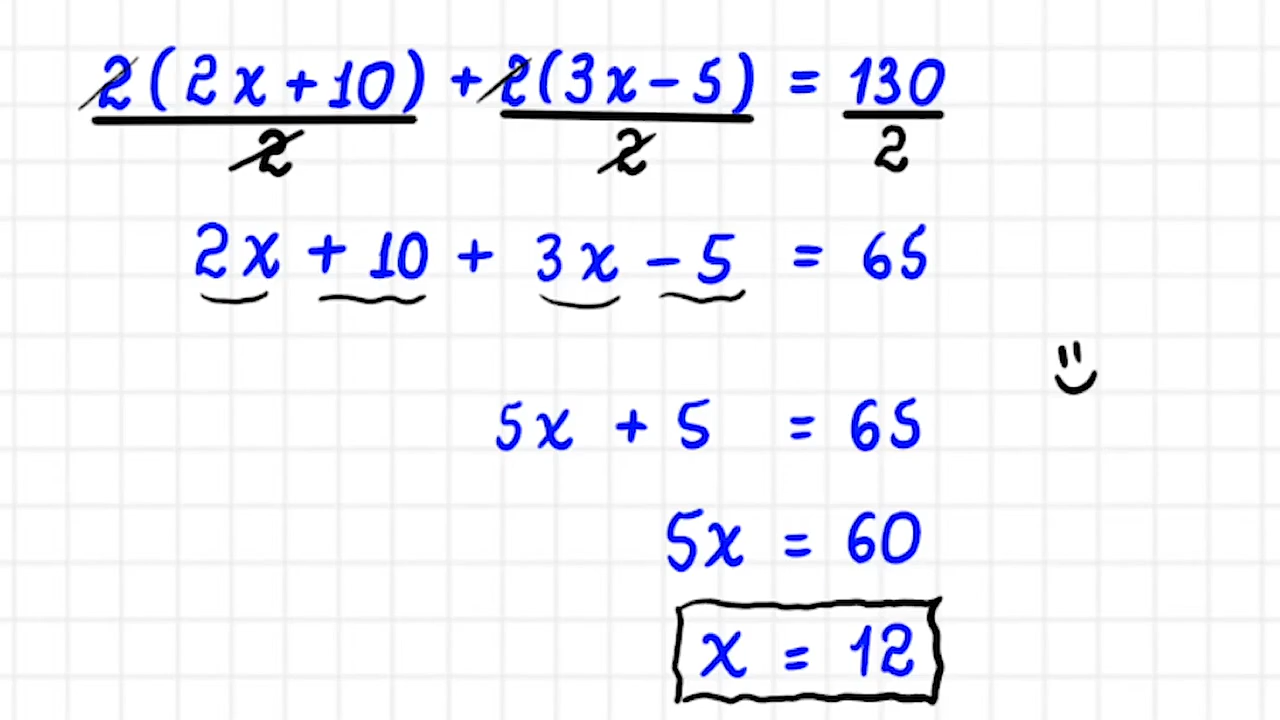 2(2x+10) + 2(3x-5) = 130
2 2 2
2x + 10 + 3x - 5 = 65
5x + 5 = 65
5x = 60
x = 12